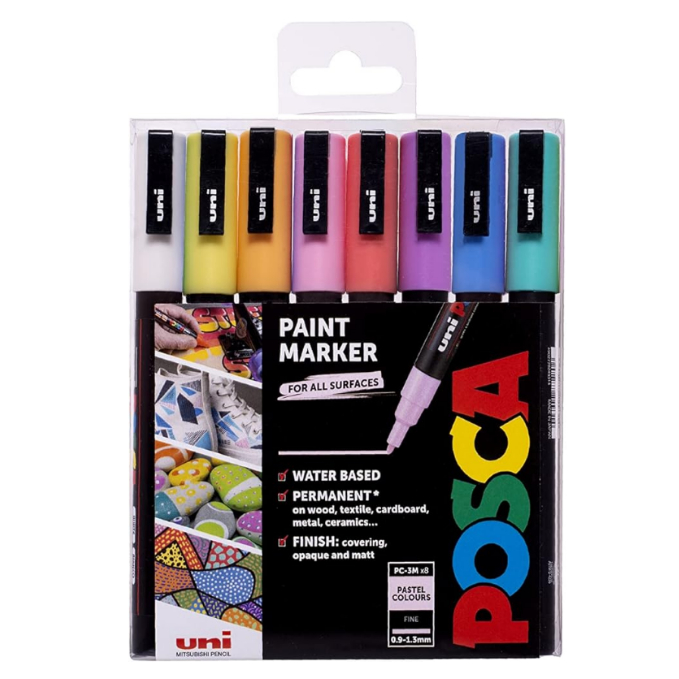 uni
uni
uni
uni
uni
uni
uni
uni
PAINT
MARKER
FOR ALL SURFACES
uni
POSCA
WATER BASED
PERMANENT*
on wood, textile, cardboard,
metal, ceramics...
FINISH: covering,
opaque and matt
PC-3M x8
PASTEL
COLOURS
FINE
0.9-1.3mm
uni
MITSUBISHI PENCIL